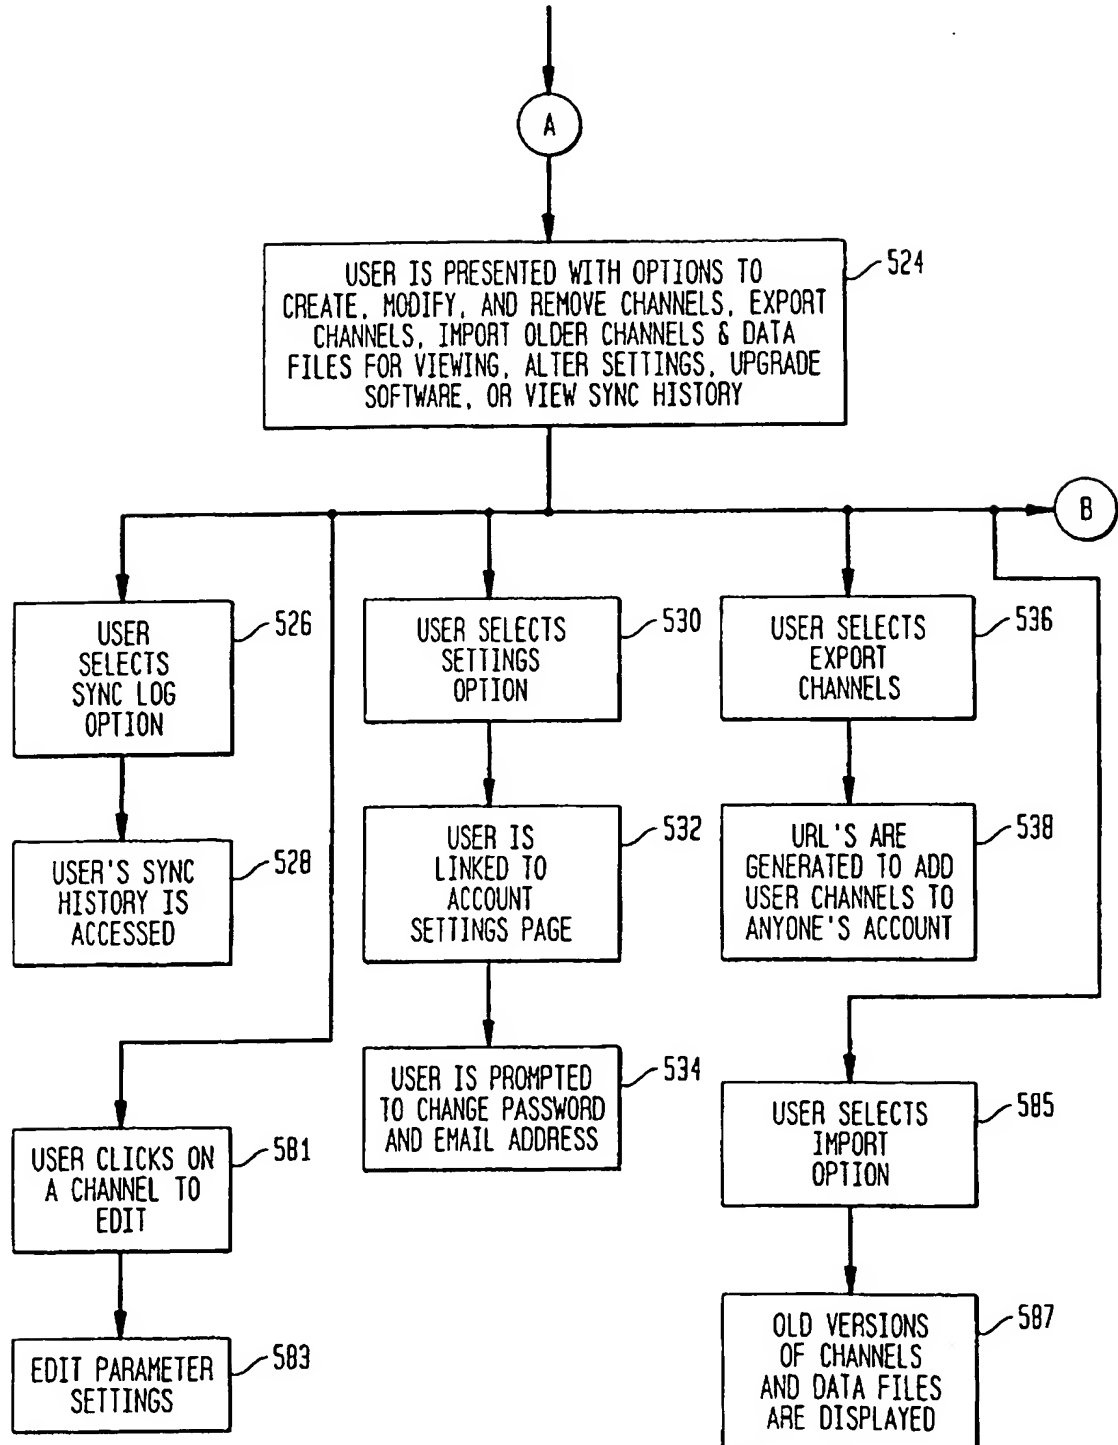 A
USER IS PRESENTED WITH OPTIONS TO
CREATE, MODIFY, AND REMOVE CHANNELS, EXPORT
CHANNELS, IMPORT OLDER CHANNELS & DATA
FILES FOR VIEWING, ALTER SETTINGS, UPGRADE
SOFTWARE, OR VIEW SYNC HISTORY
524
B
USER
SELECTS
SYNC LOG
OPTION
526
USER'S SYNC
HISTORY IS
ACCESSED
528
USER CLICKS ON
A CHANNEL TO
EDIT
581
EDIT PARAMETER
SETTINGS
583
USER SELECTS
SETTINGS
OPTION
530
USER IS
LINKED TO
ACCOUNT
SETTINGS PAGE
532
USER IS PROMPTED
TO CHANGE PASSWORD
AND EMAIL ADDRESS
534
USER SELECTS
EXPORT
CHANNELS
536
URL'S ARE
GENERATED TO ADD
USER CHANNELS TO
ANYONE'S ACCOUNT
538
USER SELECTS
IMPORT
OPTION
585
OLD VERSIONS
OF CHANNELS
AND DATA FILES
ARE DISPLAYED
587